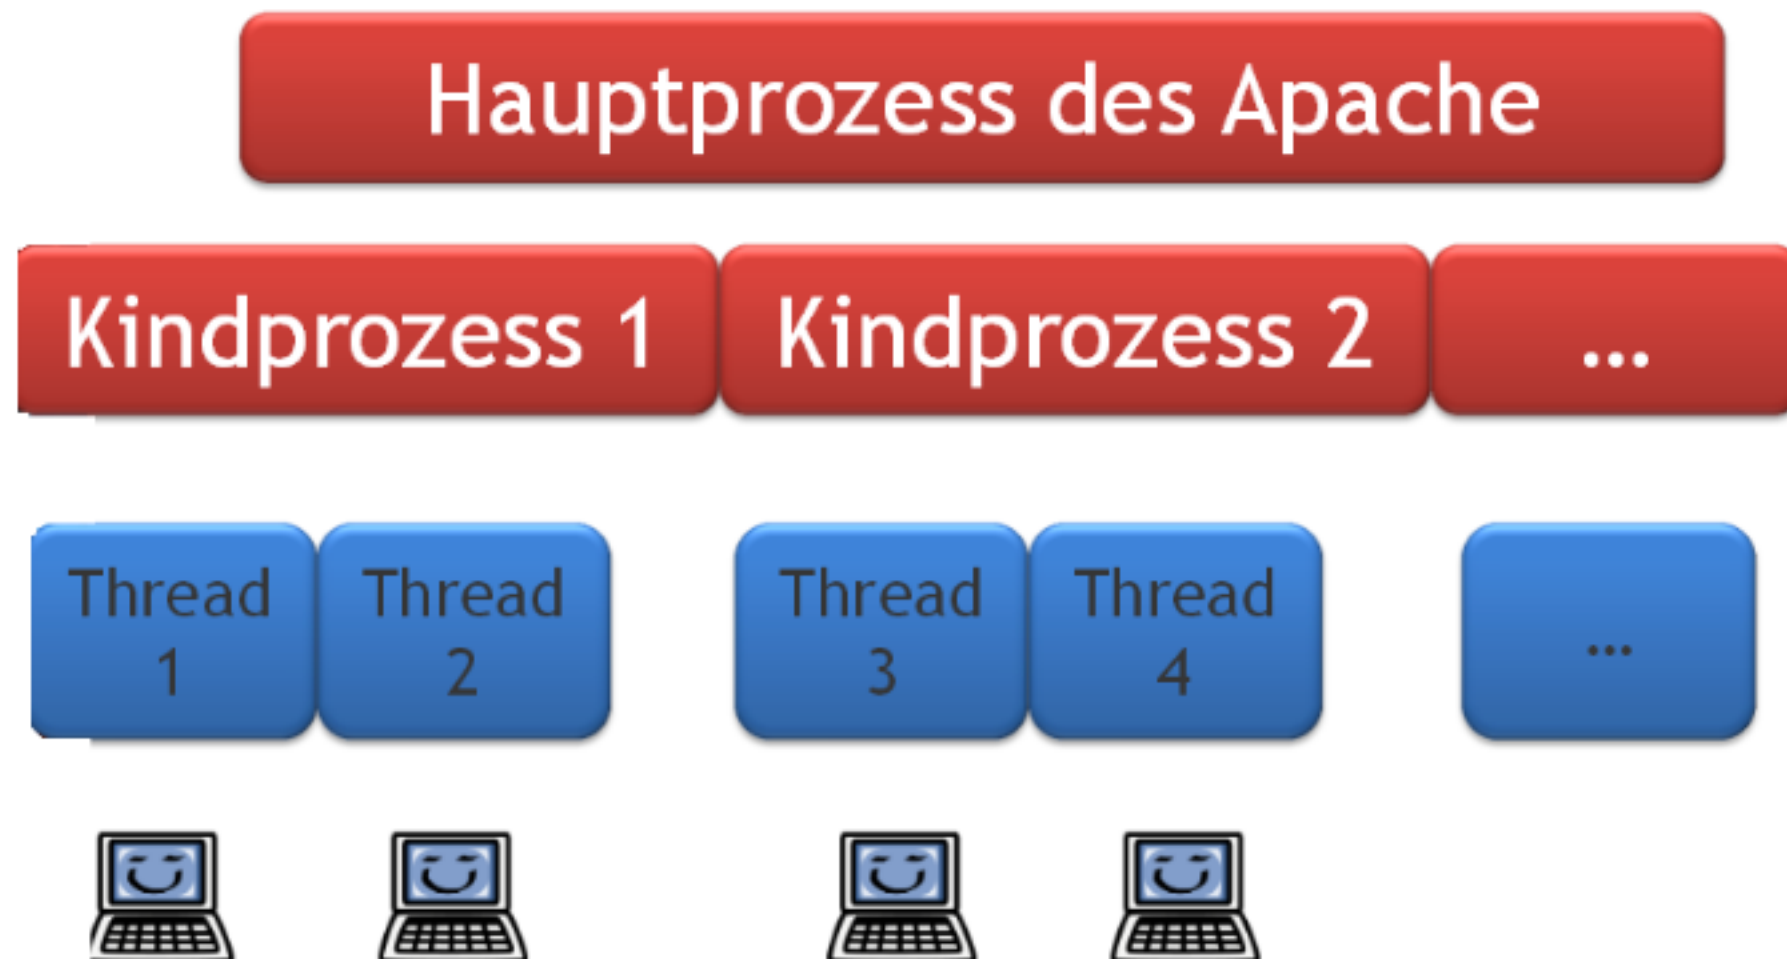 Hauptprozess des Apache
Kindprozess 1
Kindprozess 2
...
Thread
1
Thread
2
Thread
3
Thread
4
...